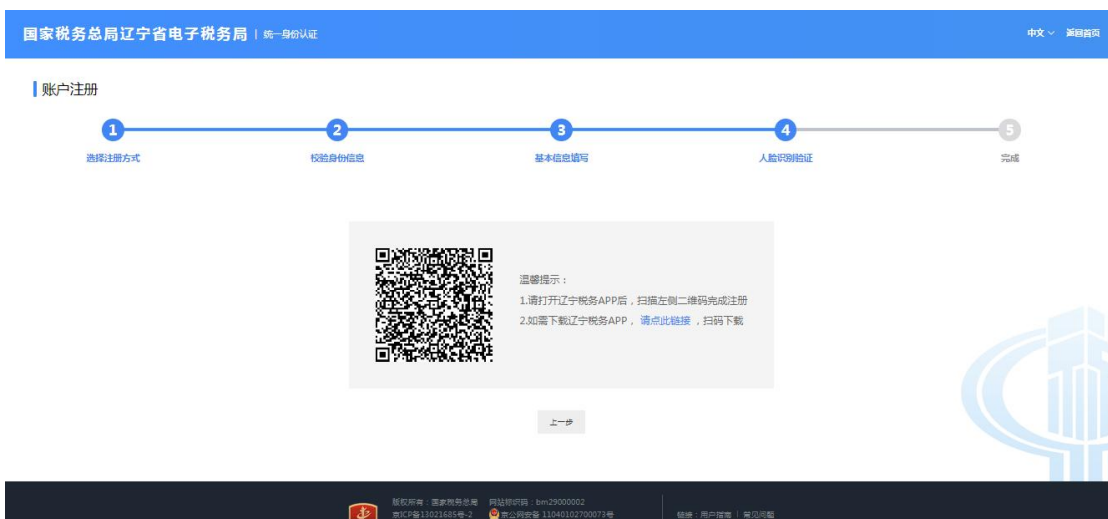 国家税务总局辽宁省电子税务局 | 统一身份认证
中文 返回首页
账户注册
1 2 3 4 5
选择注册方式 校验身份信息 基本信息填写 人脸识别验证 完成
温馨提示：
1.请打开辽宁税务APP后，扫描左侧二维码完成注册
2.如需下载辽宁税务APP，请点此链接，扫码下载
上一步
版权所有：国家税务总局 网站标识码：bm29000002
京ICP备13021685号-2 京公网安备 11040102700073号
链接：用户指南 | 常见问题